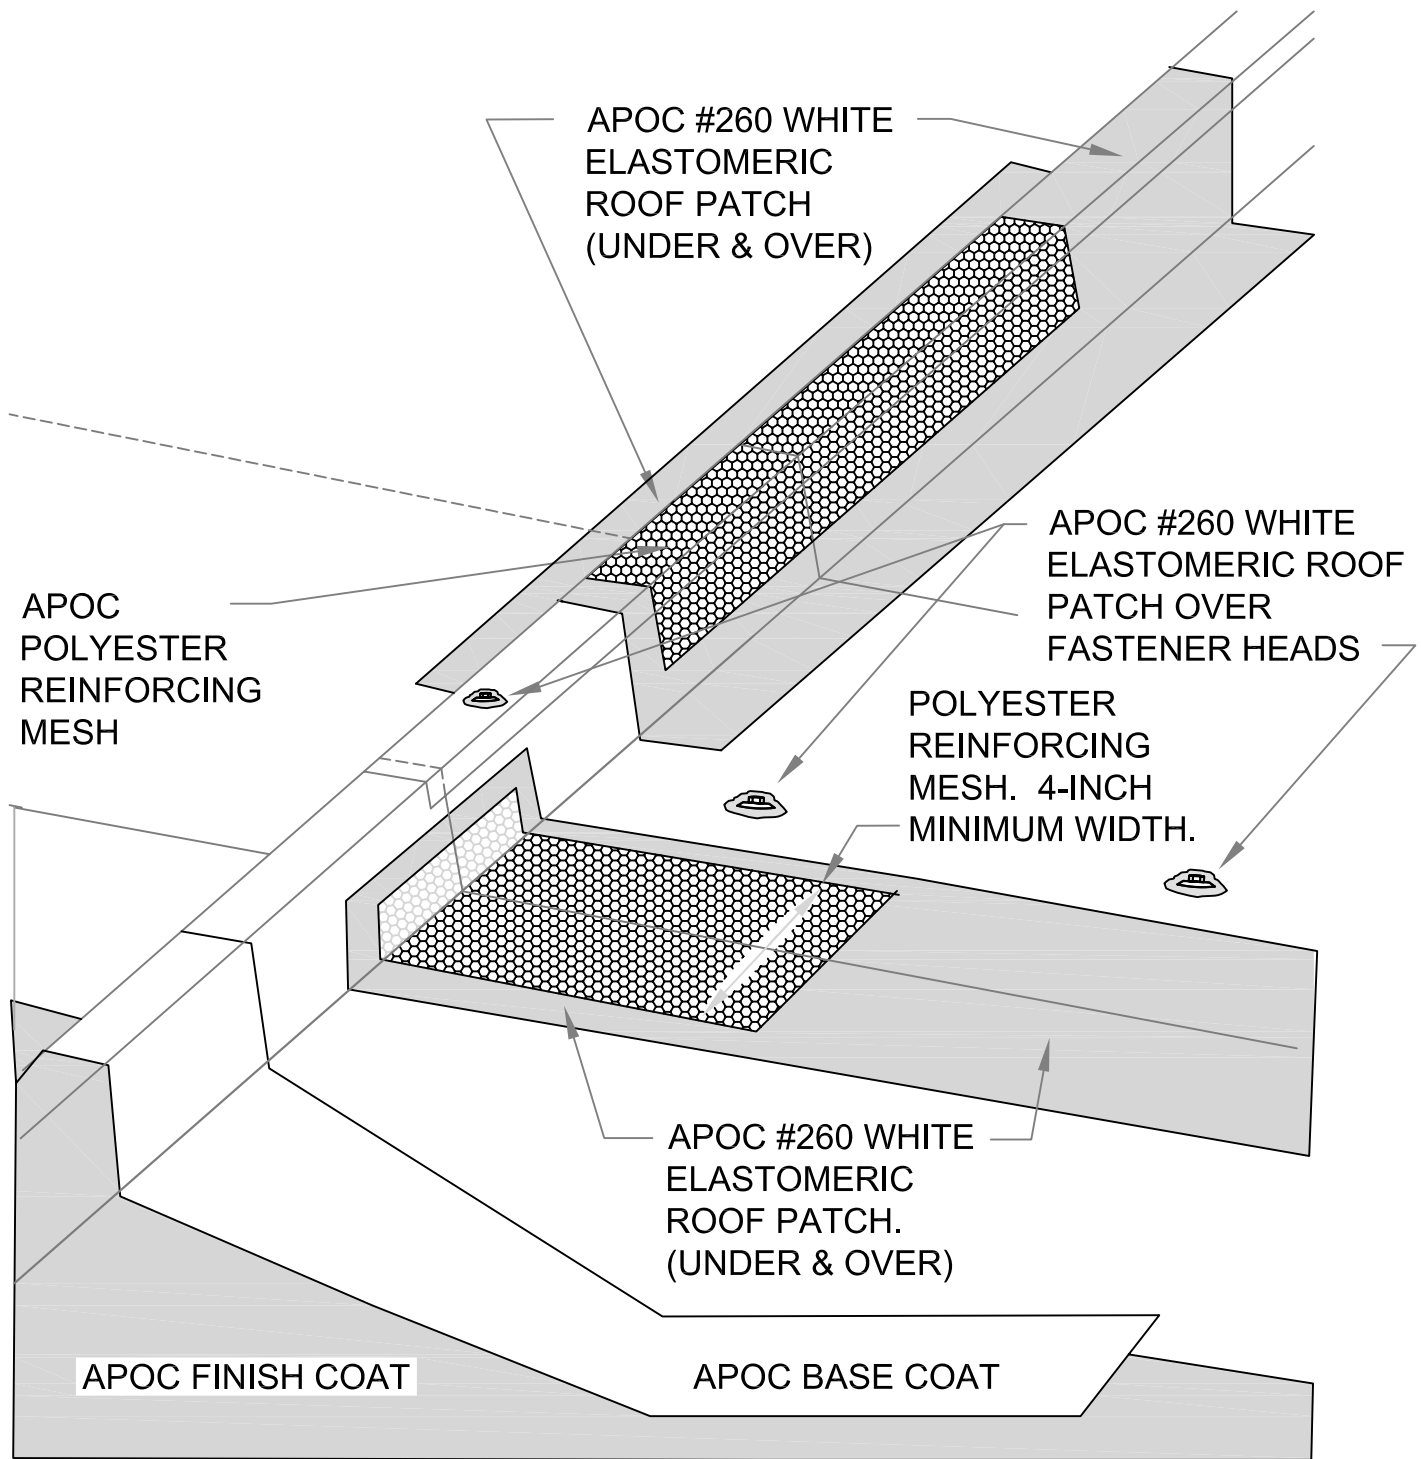 APOC #260 WHITE
ELASTOMERIC
ROOF PATCH
(UNDER & OVER)
APOC #260 WHITE
ELASTOMERIC ROOF
PATCH OVER
FASTENER HEADS
APOC
POLYESTER
REINFORCING
MESH
POLYESTER
REINFORCING
MESH. 4-INCH
MINIMUM WIDTH.
APOC #260 WHITE
ELASTOMERIC
ROOF PATCH.
(UNDER & OVER)
APOC FINISH COAT
APOC BASE COAT